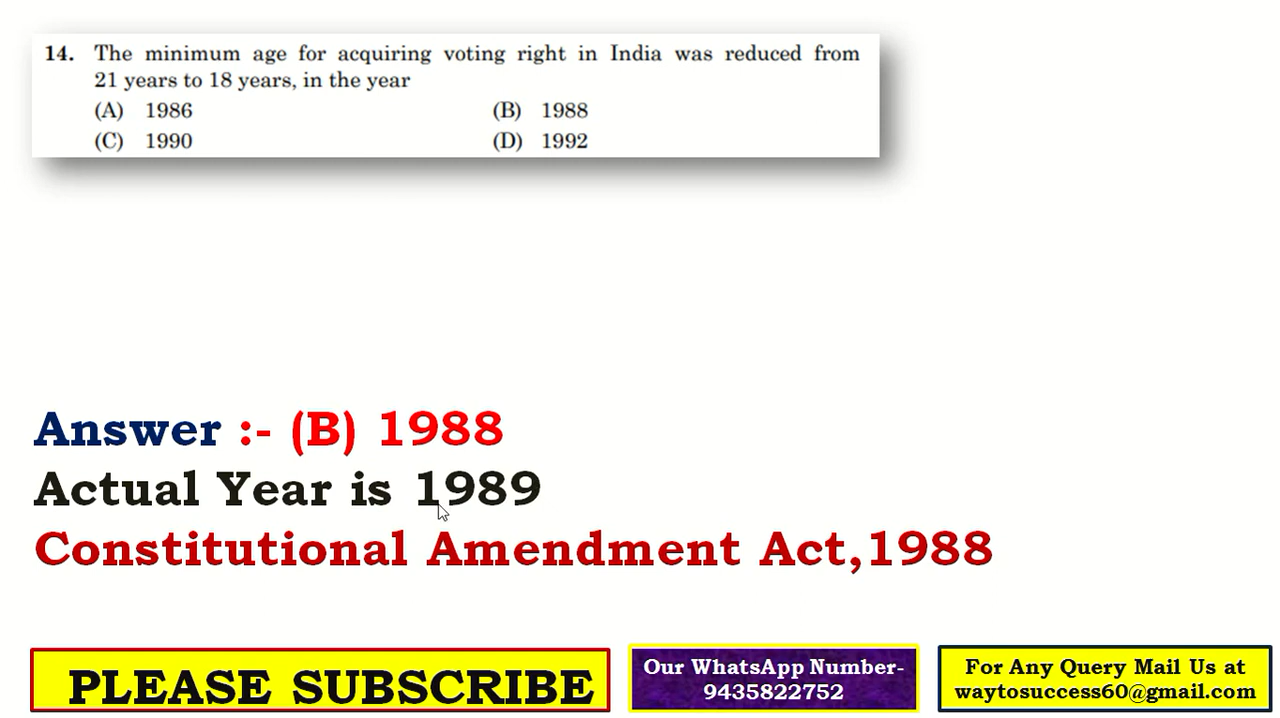 14. The minimum age for acquiring voting right in India was reduced from
21 years to 18 years, in the year
(A) 1986 (B) 1988
(C) 1990 (D) 1992
Answer :- (B) 1988
Actual Year is 1989
Constitutional Amendment Act,1988
PLEASE SUBSCRIBE
Our WhatsApp Number-
9435822752
For Any Query Mail Us at
waytosuccess60@gmail.com